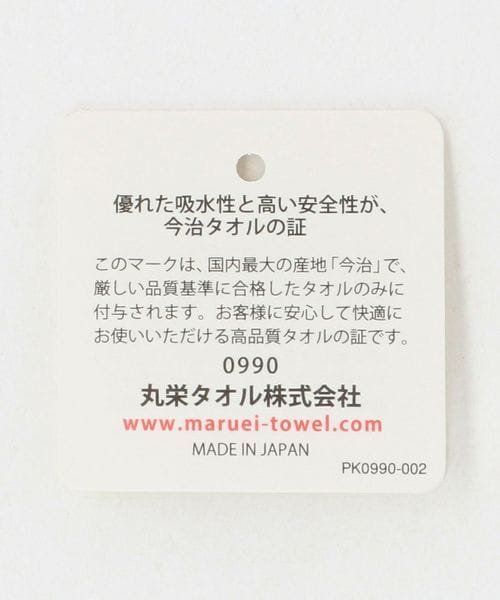 優れた吸水性と高い安全性が、
今治タオルの証
このマークは、国内最大の産地「今治」で、
厳しい品質基準に合格したタオルのみに
付与されます。お客様に安心して快適に
お使いいただける高品質タオルの証です。
0990
丸栄タオル株式会社
www.maruei-towel.com
MADE IN JAPAN
PK0990-002